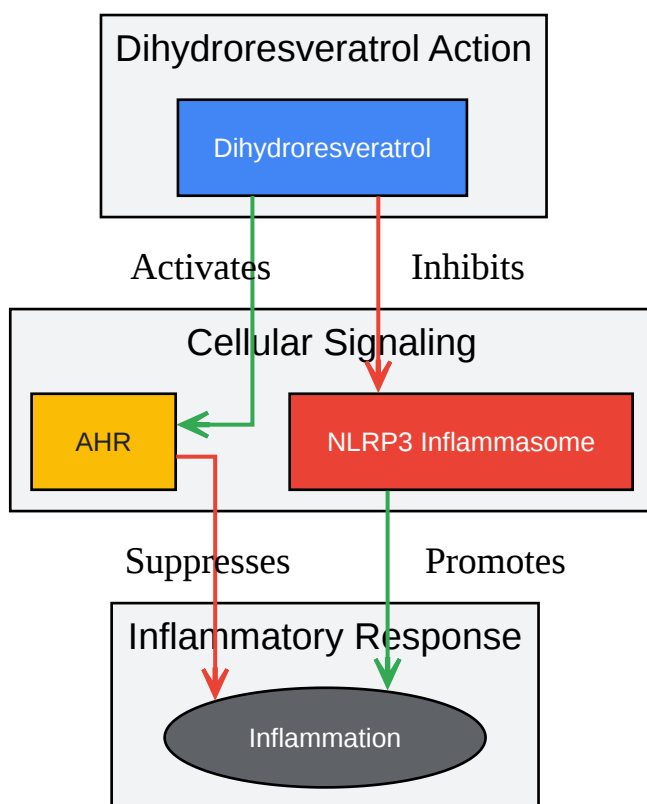 Dihydroresveratrol Action
Dihydroresveratrol
Activates
Inhibits
Cellular Signaling
AHR
NLRP3 Inflammasome
Suppresses
Promotes
Inflammatory Response
Inflammation